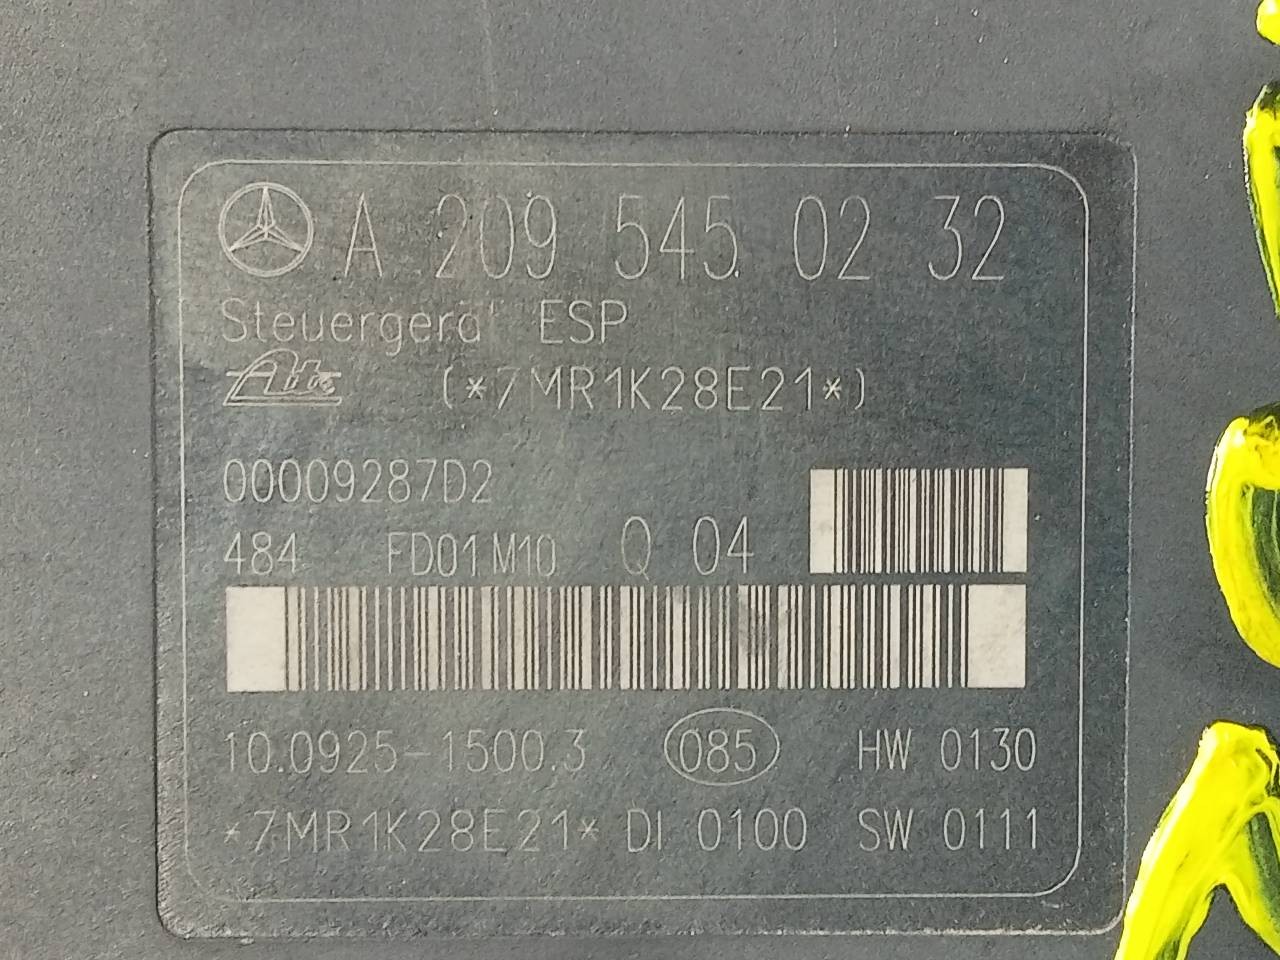 A 209 545 02 32
Steuergerät ESP
Ate (*7MR1K28E21*)
00009287D2
484 FD01M10 Q 04
10.0925-1500.3 085 HW 0130
*7MR1K28E21* DI 0100 SW 0111